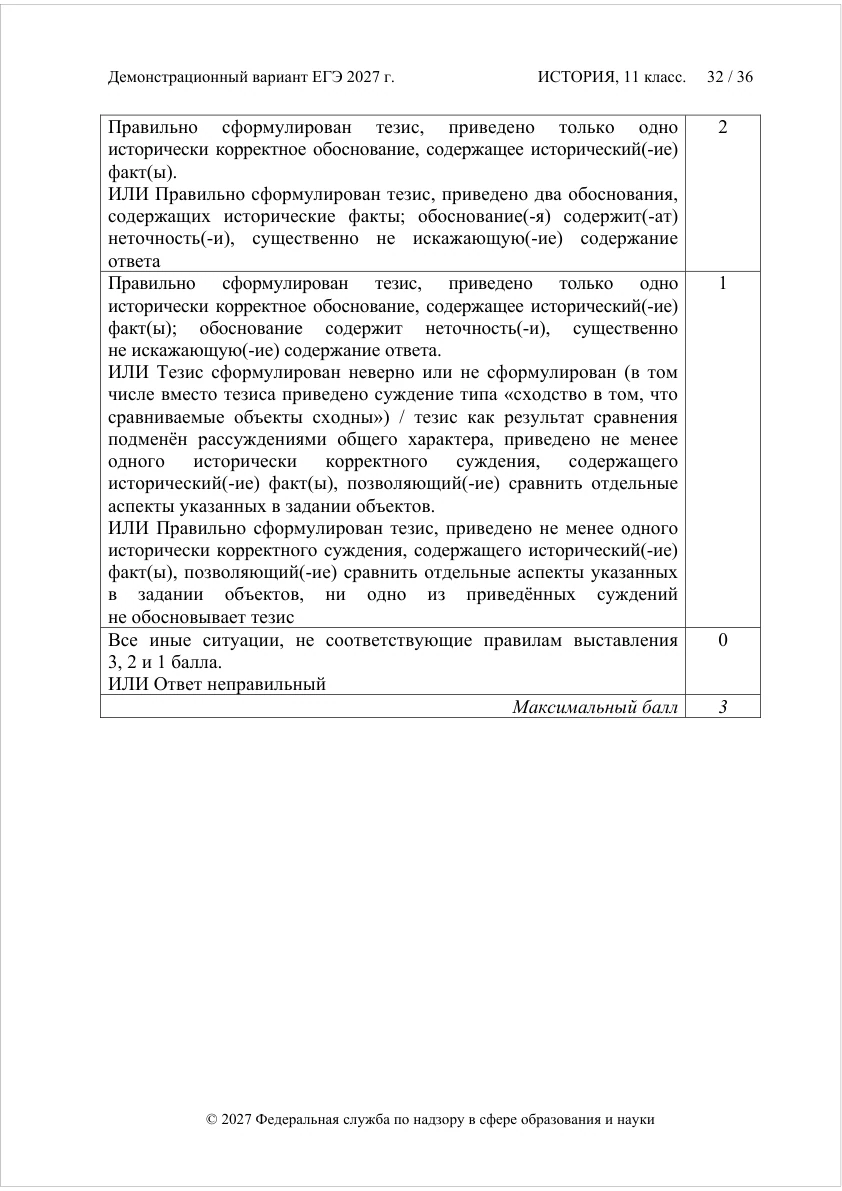 Демонстрационный вариант ЕГЭ 2027 г. ИСТОРИЯ, 11 класс. 32 / 36
Правильно сформулирован тезис, приведено только одно 2
исторически корректное обоснование, содержащее исторический(-ие)
факт(ы).
ИЛИ Правильно сформулирован тезис, приведено два обоснования,
содержащих исторические факты; обоснование(-я) содержит(-ат)
неточность(-и), существенно не искажающую(-ие) содержание
ответа
Правильно сформулирован тезис, приведено только одно 1
исторически корректное обоснование, содержащее исторический(-ие)
факт(ы); обоснование содержит неточность(-и), существенно
не искажающую(-ие) содержание ответа.
ИЛИ Тезис сформулирован неверно или не сформулирован (в том
числе вместо тезиса приведено суждение типа «сходство в том, что
сравниваемые объекты сходны») / тезис как результат сравнения
подменён рассуждениями общего характера, приведено не менее
одного исторически корректного суждения, содержащего
исторический(-ие) факт(ы), позволяющий(-ие) сравнить отдельные
аспекты указанных в задании объектов.
ИЛИ Правильно сформулирован тезис, приведено не менее одного
исторически корректного суждения, содержащего исторический(-ие)
факт(ы), позволяющий(-ие) сравнить отдельные аспекты указанных
в задании объектов, ни одно из приведённых суждений
не обосновывает тезис
Все иные ситуации, не соответствующие правилам выставления 0
3, 2 и 1 балла.
ИЛИ Ответ неправильный
Максимальный балл 3
© 2027 Федеральная служба по надзору в сфере образования и науки